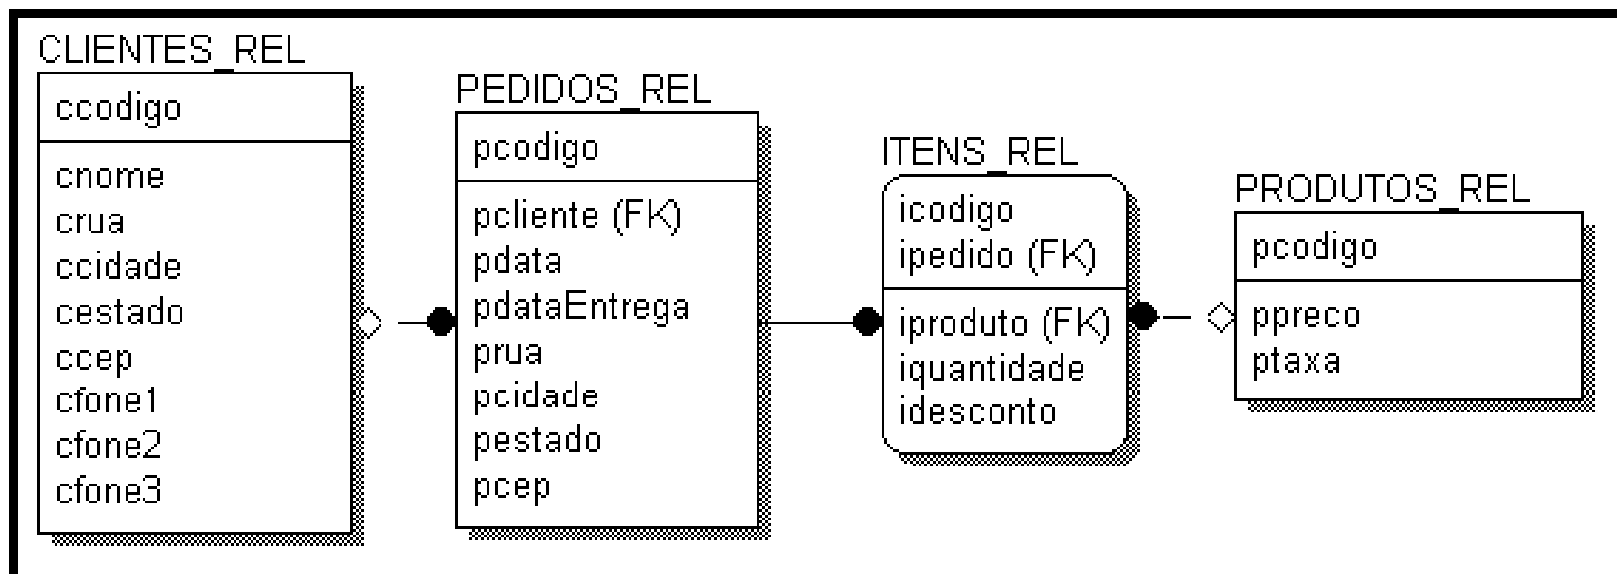 CLIENTES_REL
ccodigo
cnome
crua
ccidade
cestado
ccep
cfone1
cfone2
cfone3
PEDIDOS_REL
pcodigo
pcliente (FK)
pdata
pdataEntrega
prua
pcidade
pestado
pcep
ITENS_REL
icodigo
ipedido (FK)
iproduto (FK)
iquantidade
idesconto
PRODUTOS_REL
pcodigo
ppreco
ptaxa